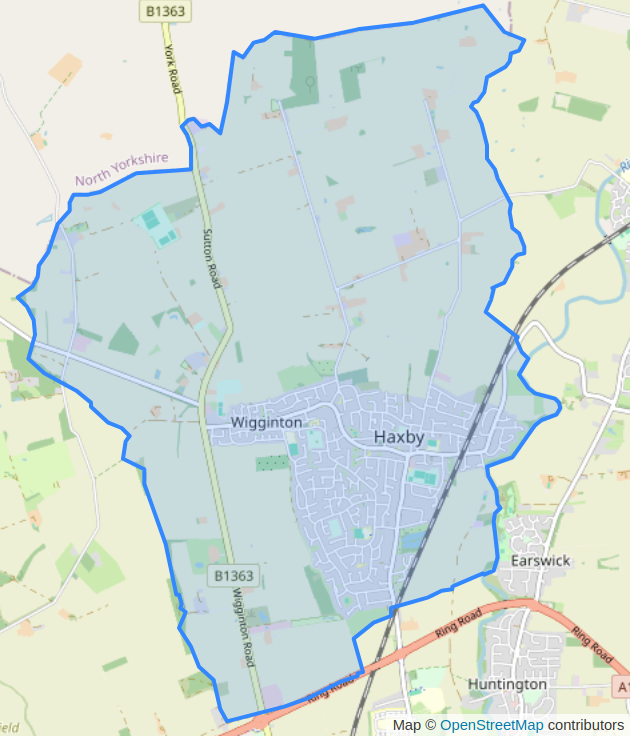 B1363
York Road
North Yorkshire
Sutton Road
Wigginton
Haxby
Earswick
B1363
Wigginton Road
Ring Road
Ring Road
Ring Road
Huntington
Map © OpenStreetMap contributors